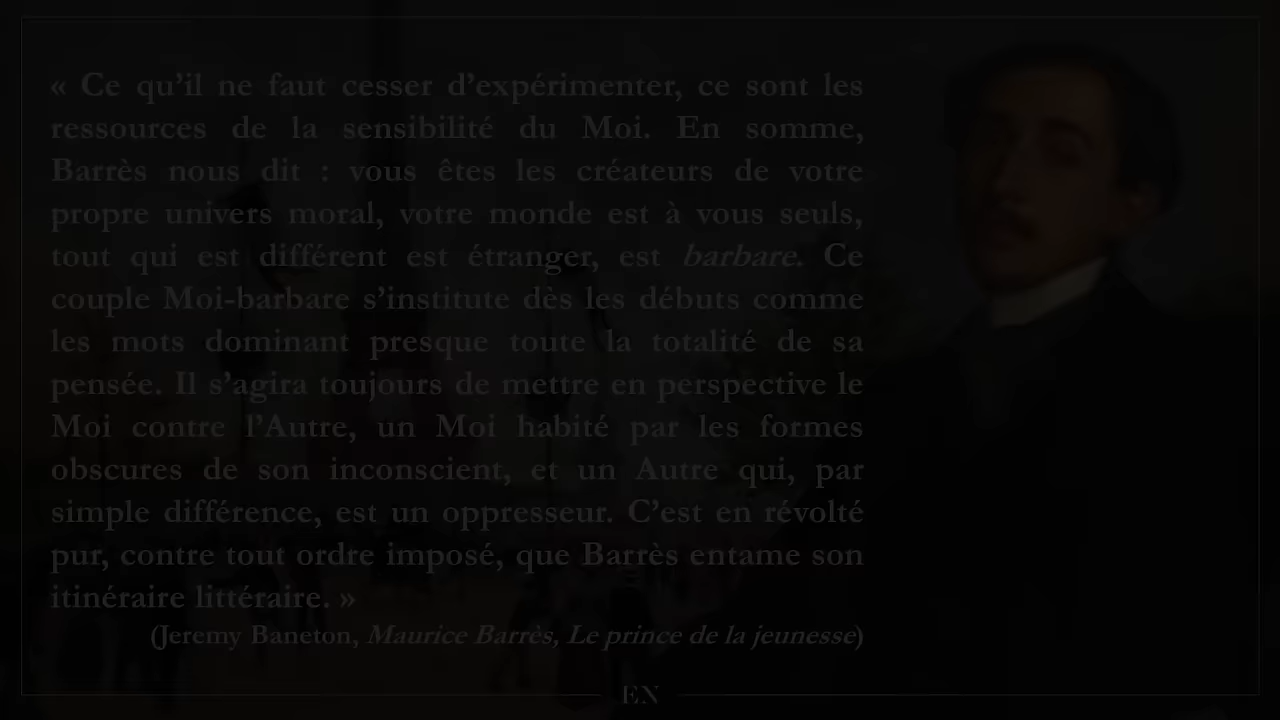 « Ce qu’il ne faut cesser d’expérimenter, ce sont les
ressources de la sensibilité du Moi. En somme,
Barrès nous dit : vous êtes les créateurs de votre
propre univers moral, votre monde est à vous seuls,
tout qui est différent est étranger, est barbare. Ce
couple Moi-barbare s’institute dès les débuts comme
les mots dominant presque toute la totalité de sa
pensée. Il s’agira toujours de mettre en perspective le
Moi contre l’Autre, un Moi habité par les formes
obscures de son inconscient, et un Autre qui, par
simple différence, est un oppresseur. C’est en révolté
pur, contre tout ordre imposé, que Barrès entame son
itinéraire littéraire. »
(Jeremy Baneton, Maurice Barrès, Le prince de la jeunesse)
EN